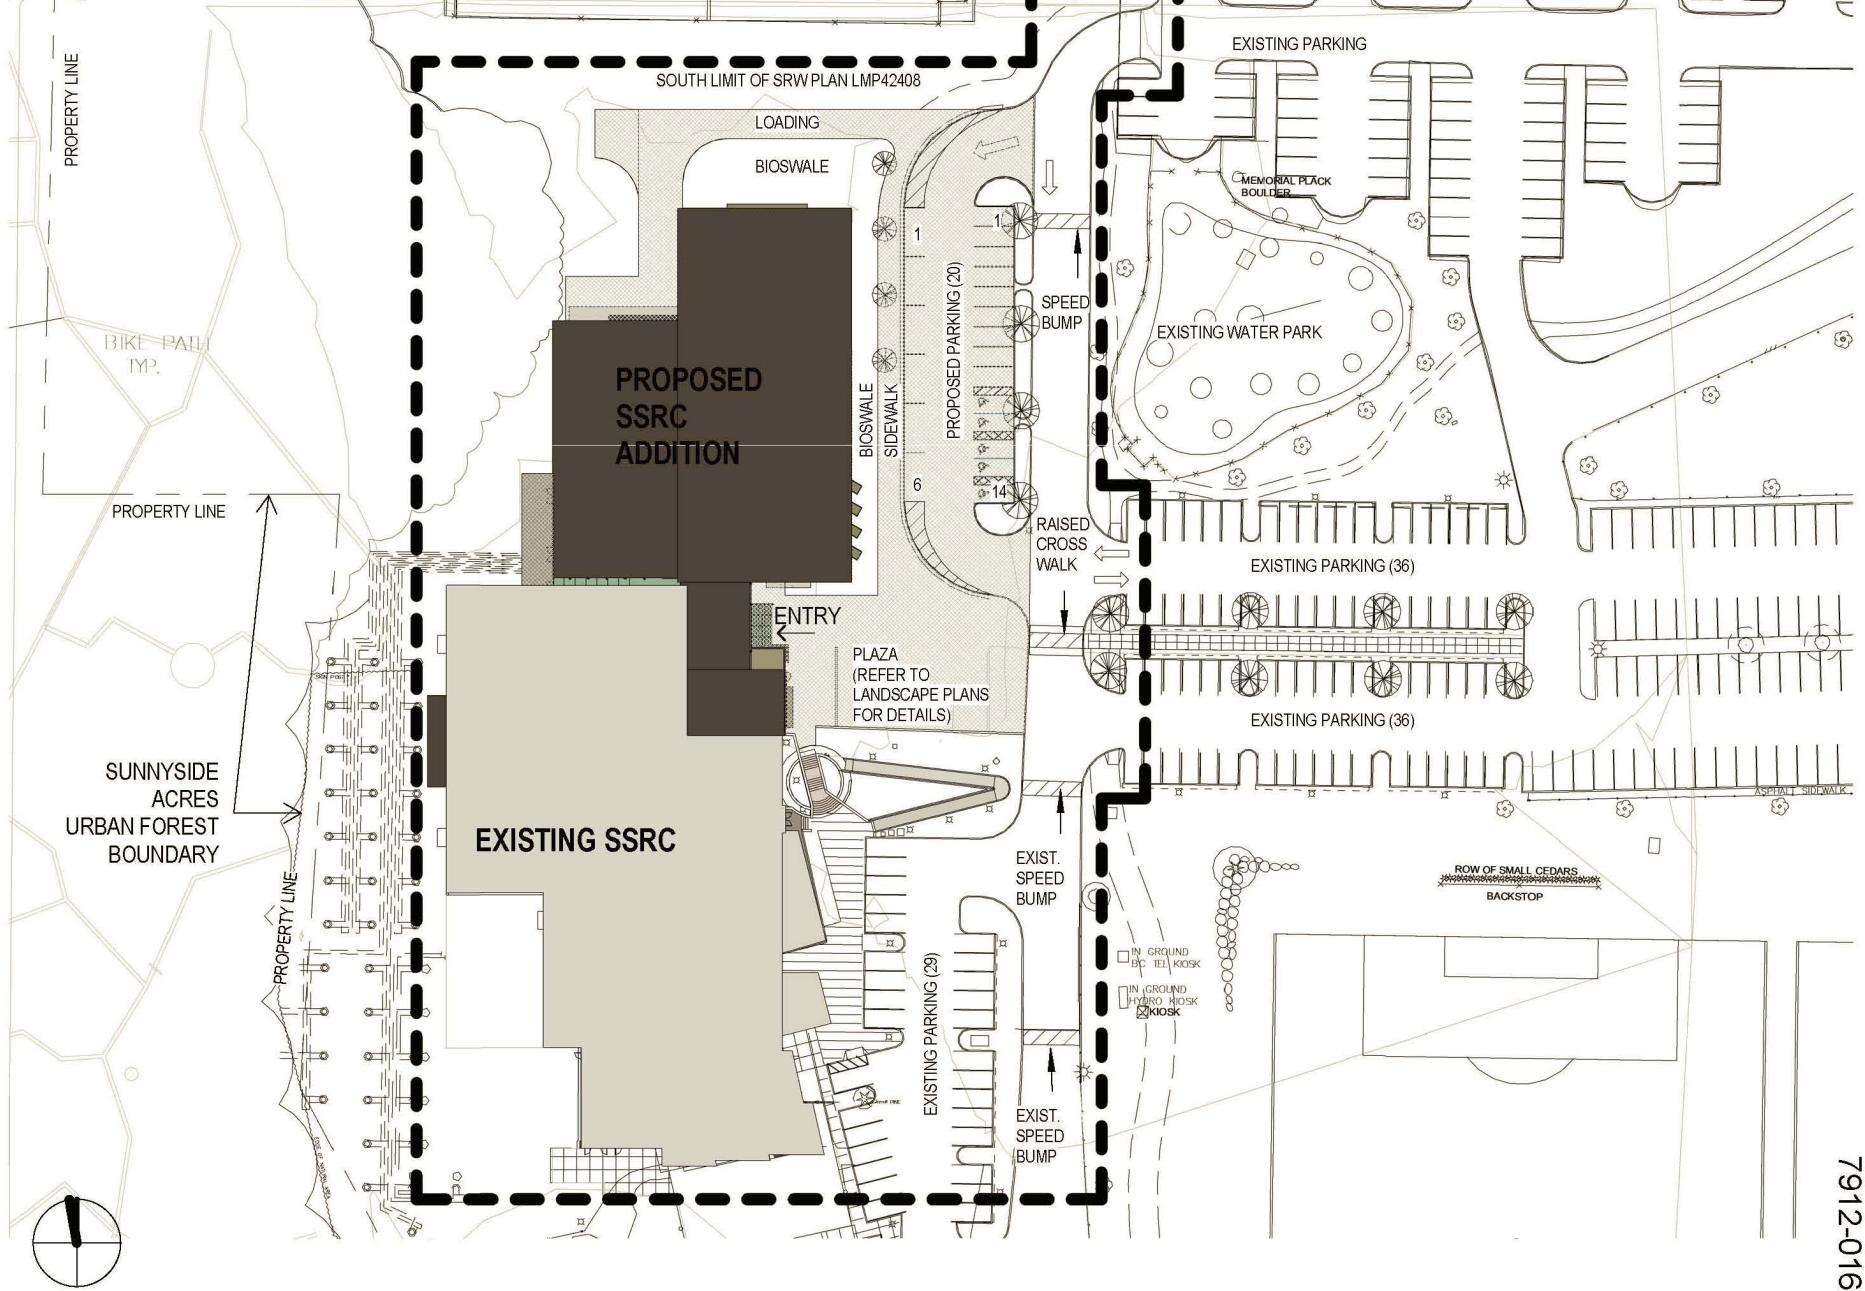 EXISTING PARKING
SOUTH LIMIT OF SRW PLAN LMP42408
PROPERTY LINE
LOADING
BIOSWALE
MEMORIAL PLACK
BOULDER
1
1
PROPOSED PARKING (20)
SPEED
BUMP
EXISTING WATER PARK
BIKE PATH
TYP.
PROPOSED
SSRC
ADDITION
BIOSWALE
SIDEWALK
6
14
PROPERTY LINE
RAISED
CROSS
WALK
EXISTING PARKING (36)
ENTRY
PLAZA
(REFER TO
LANDSCAPE PLANS
FOR DETAILS)
EXISTING PARKING (36)
SUNNYSIDE
ACRES
URBAN FOREST
BOUNDARY
ASPHALT SIDEWALK
EXISTING SSRC
EXIST.
SPEED
BUMP
ROW OF SMALL CEDARS
BACKSTOP
PROPERTY LINE
IN GROUND
BC TEL KIOSK
IN GROUND
HYDRO KIOSK
KIOSK
EXISTING PARKING (29)
EXIST.
SPEED
BUMP
7912-016